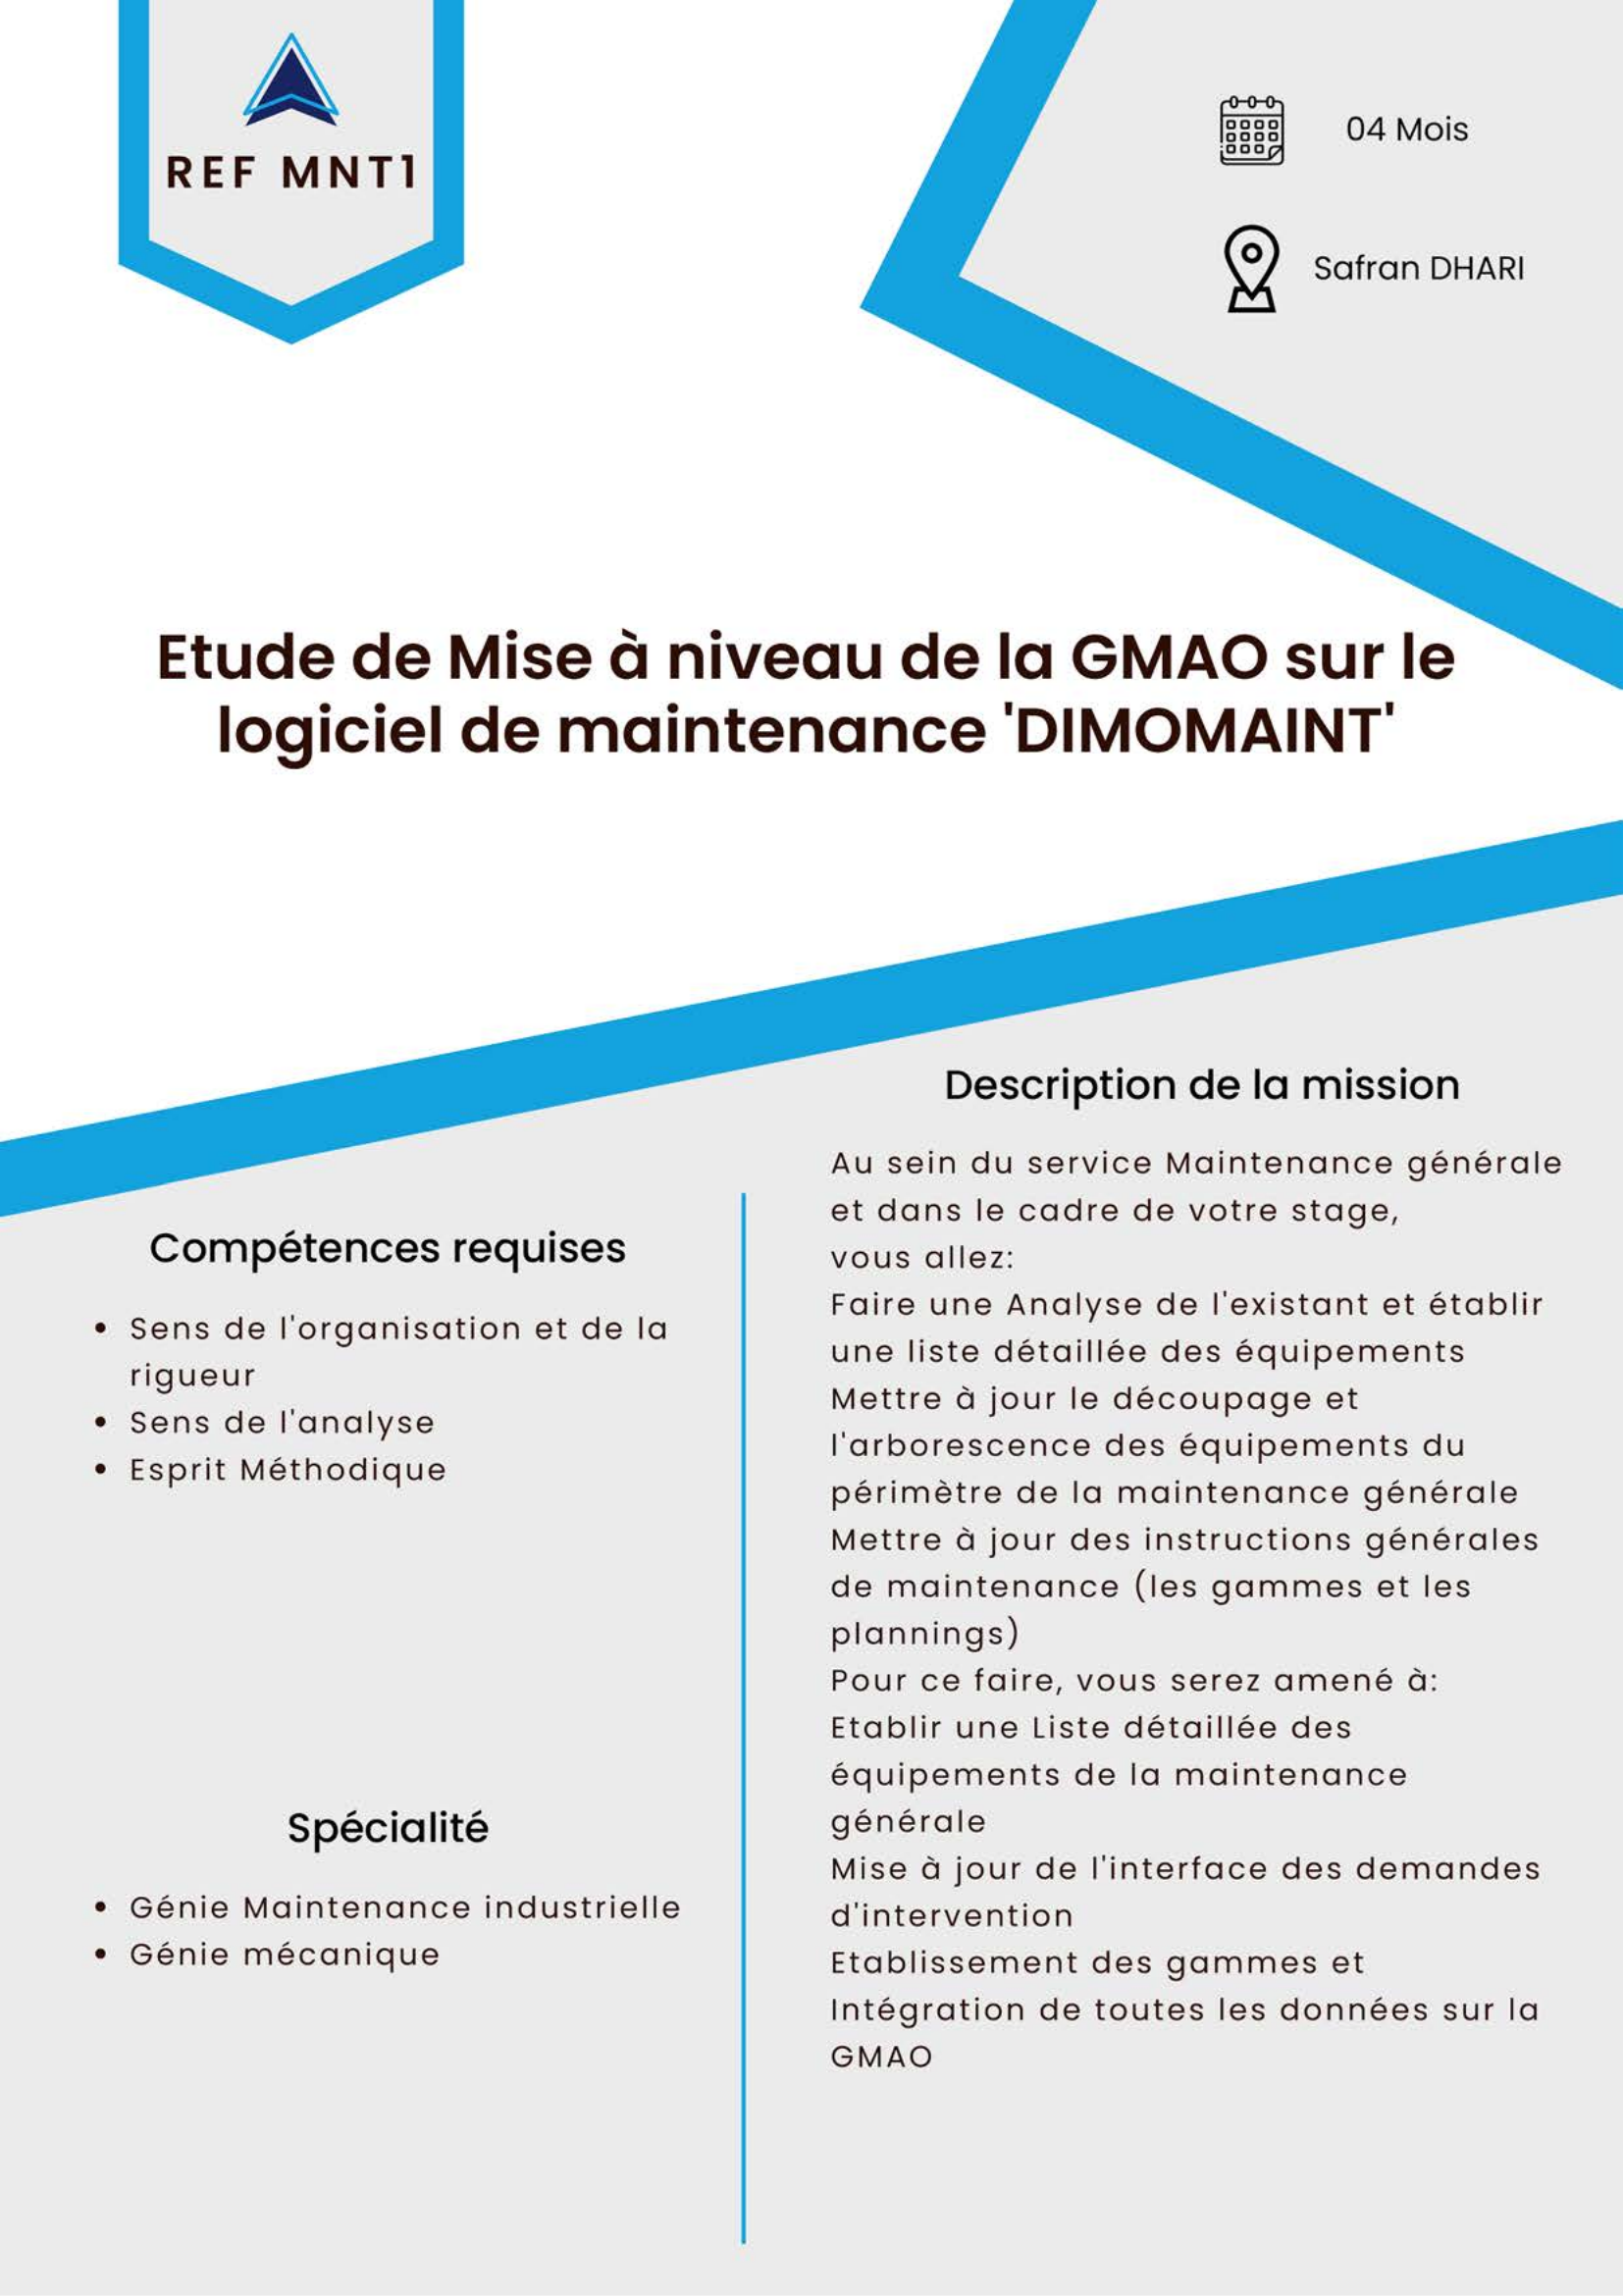 REF MNT1
04 Mois
Safran DHARI
Etude de Mise à niveau de la GMAO sur le
logiciel de maintenance 'DIMOMAINT'
Compétences requises
• Sens de l'organisation et de la
rigueur
• Sens de l'analyse
• Esprit Méthodique
Spécialité
• Génie Maintenance industrielle
• Génie mécanique
Description de la mission
Au sein du service Maintenance générale
et dans le cadre de votre stage,
vous allez:
Faire une Analyse de l'existant et établir
une liste détaillée des équipements
Mettre à jour le découpage et
l'arborescence des équipements du
périmètre de la maintenance générale
Mettre à jour des instructions générales
de maintenance (les gammes et les
plannings)
Pour ce faire, vous serez amené à:
Etablir une Liste détaillée des
équipements de la maintenance
générale
Mise à jour de l'interface des demandes
d'intervention
Etablissement des gammes et
Intégration de toutes les données sur la
GMAO